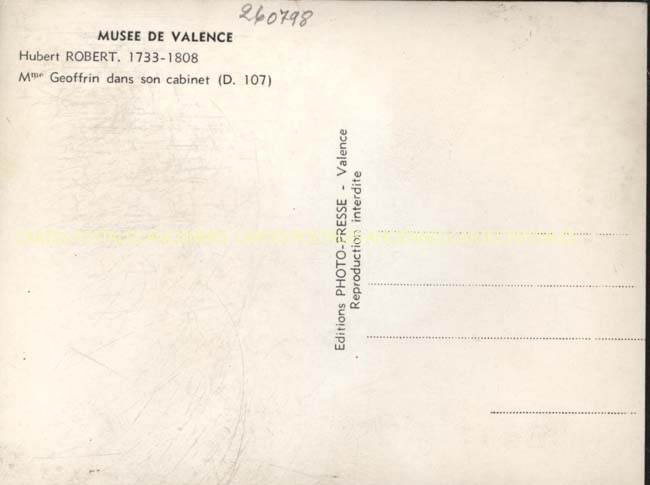 260798
MUSEE DE VALENCE
Hubert ROBERT. 1733-1808
Mme Geoffrin dans son cabinet (D. 107)
Editions PHOTO-PRESSE - Valence
Reproduction interdite